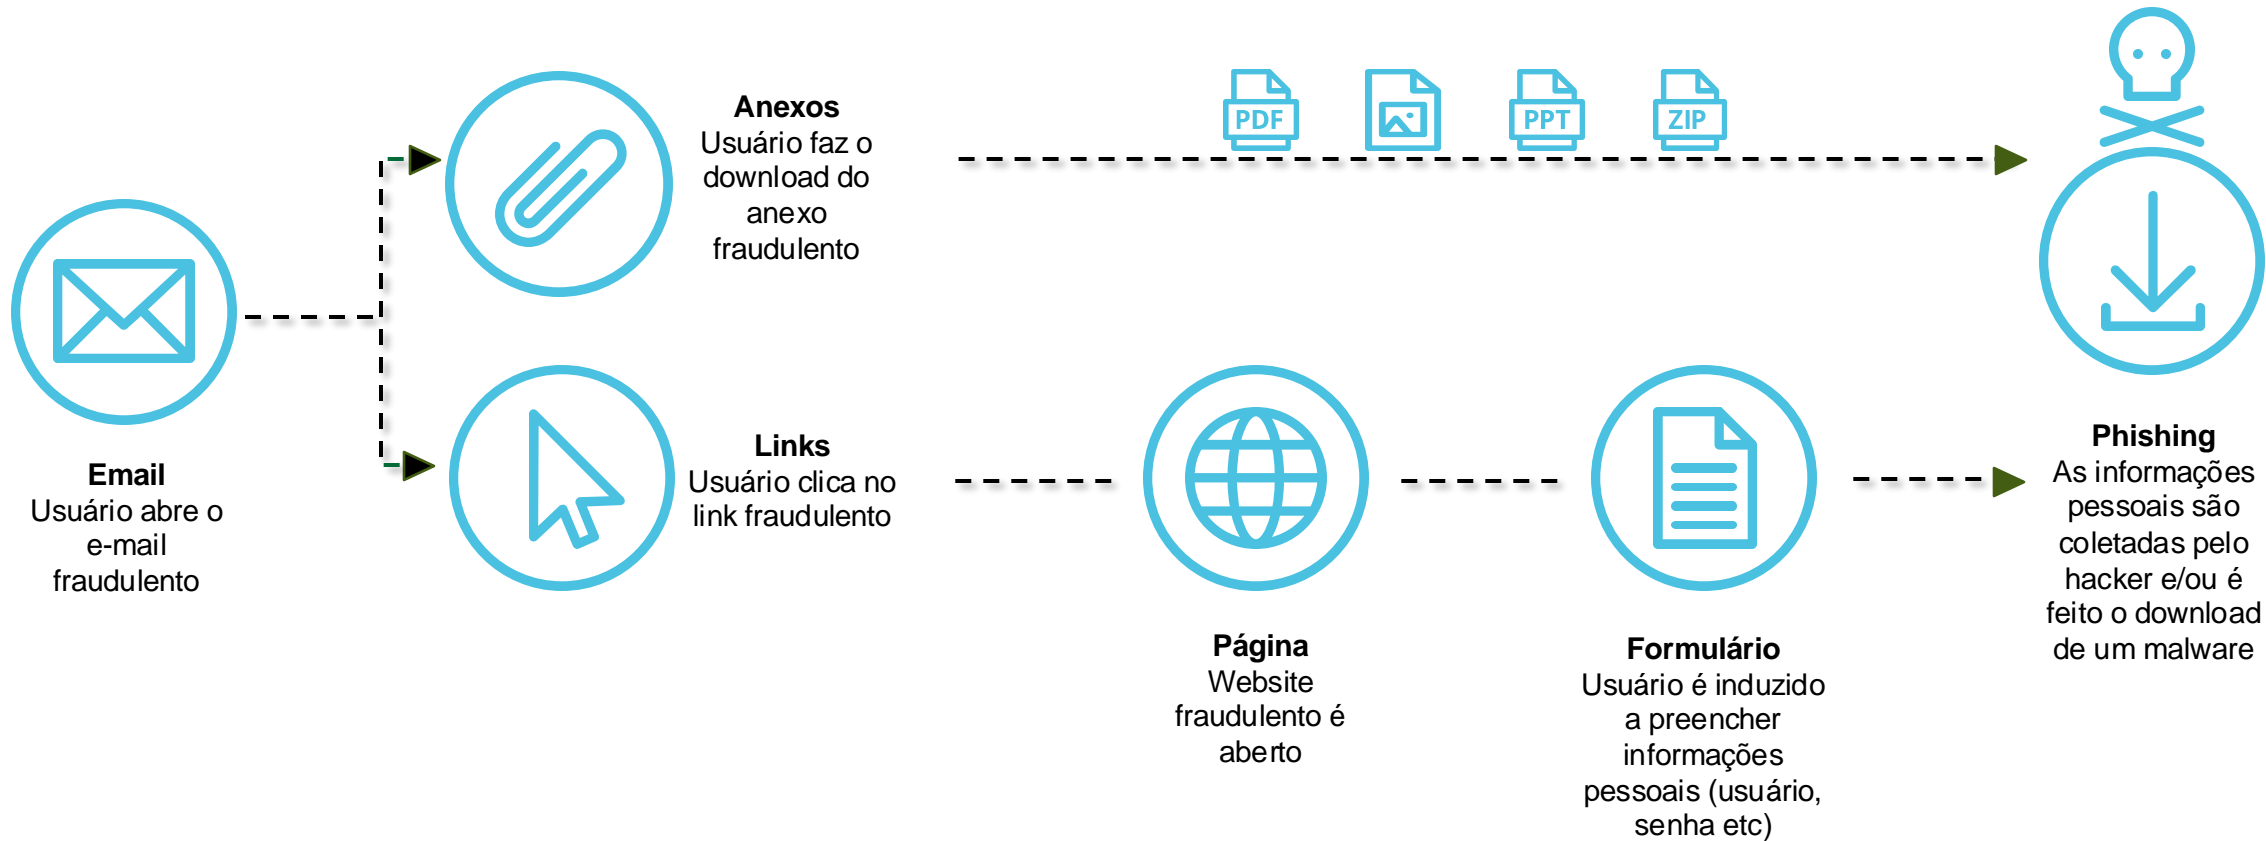 Email
Usuário abre o
e-mail
fraudulento
Anexos
Usuário faz o
download do
anexo
fraudulento
PDF
PPT
ZIP
Links
Usuário clica no
link fraudulento
Página
Website
fraudulento é
aberto
Formulário
Usuário é induzido
a preencher
informações
pessoais (usuário,
senha etc)
Phishing
As informações
pessoais são
coletadas pelo
hacker e/ou é
feito o download
de um malware